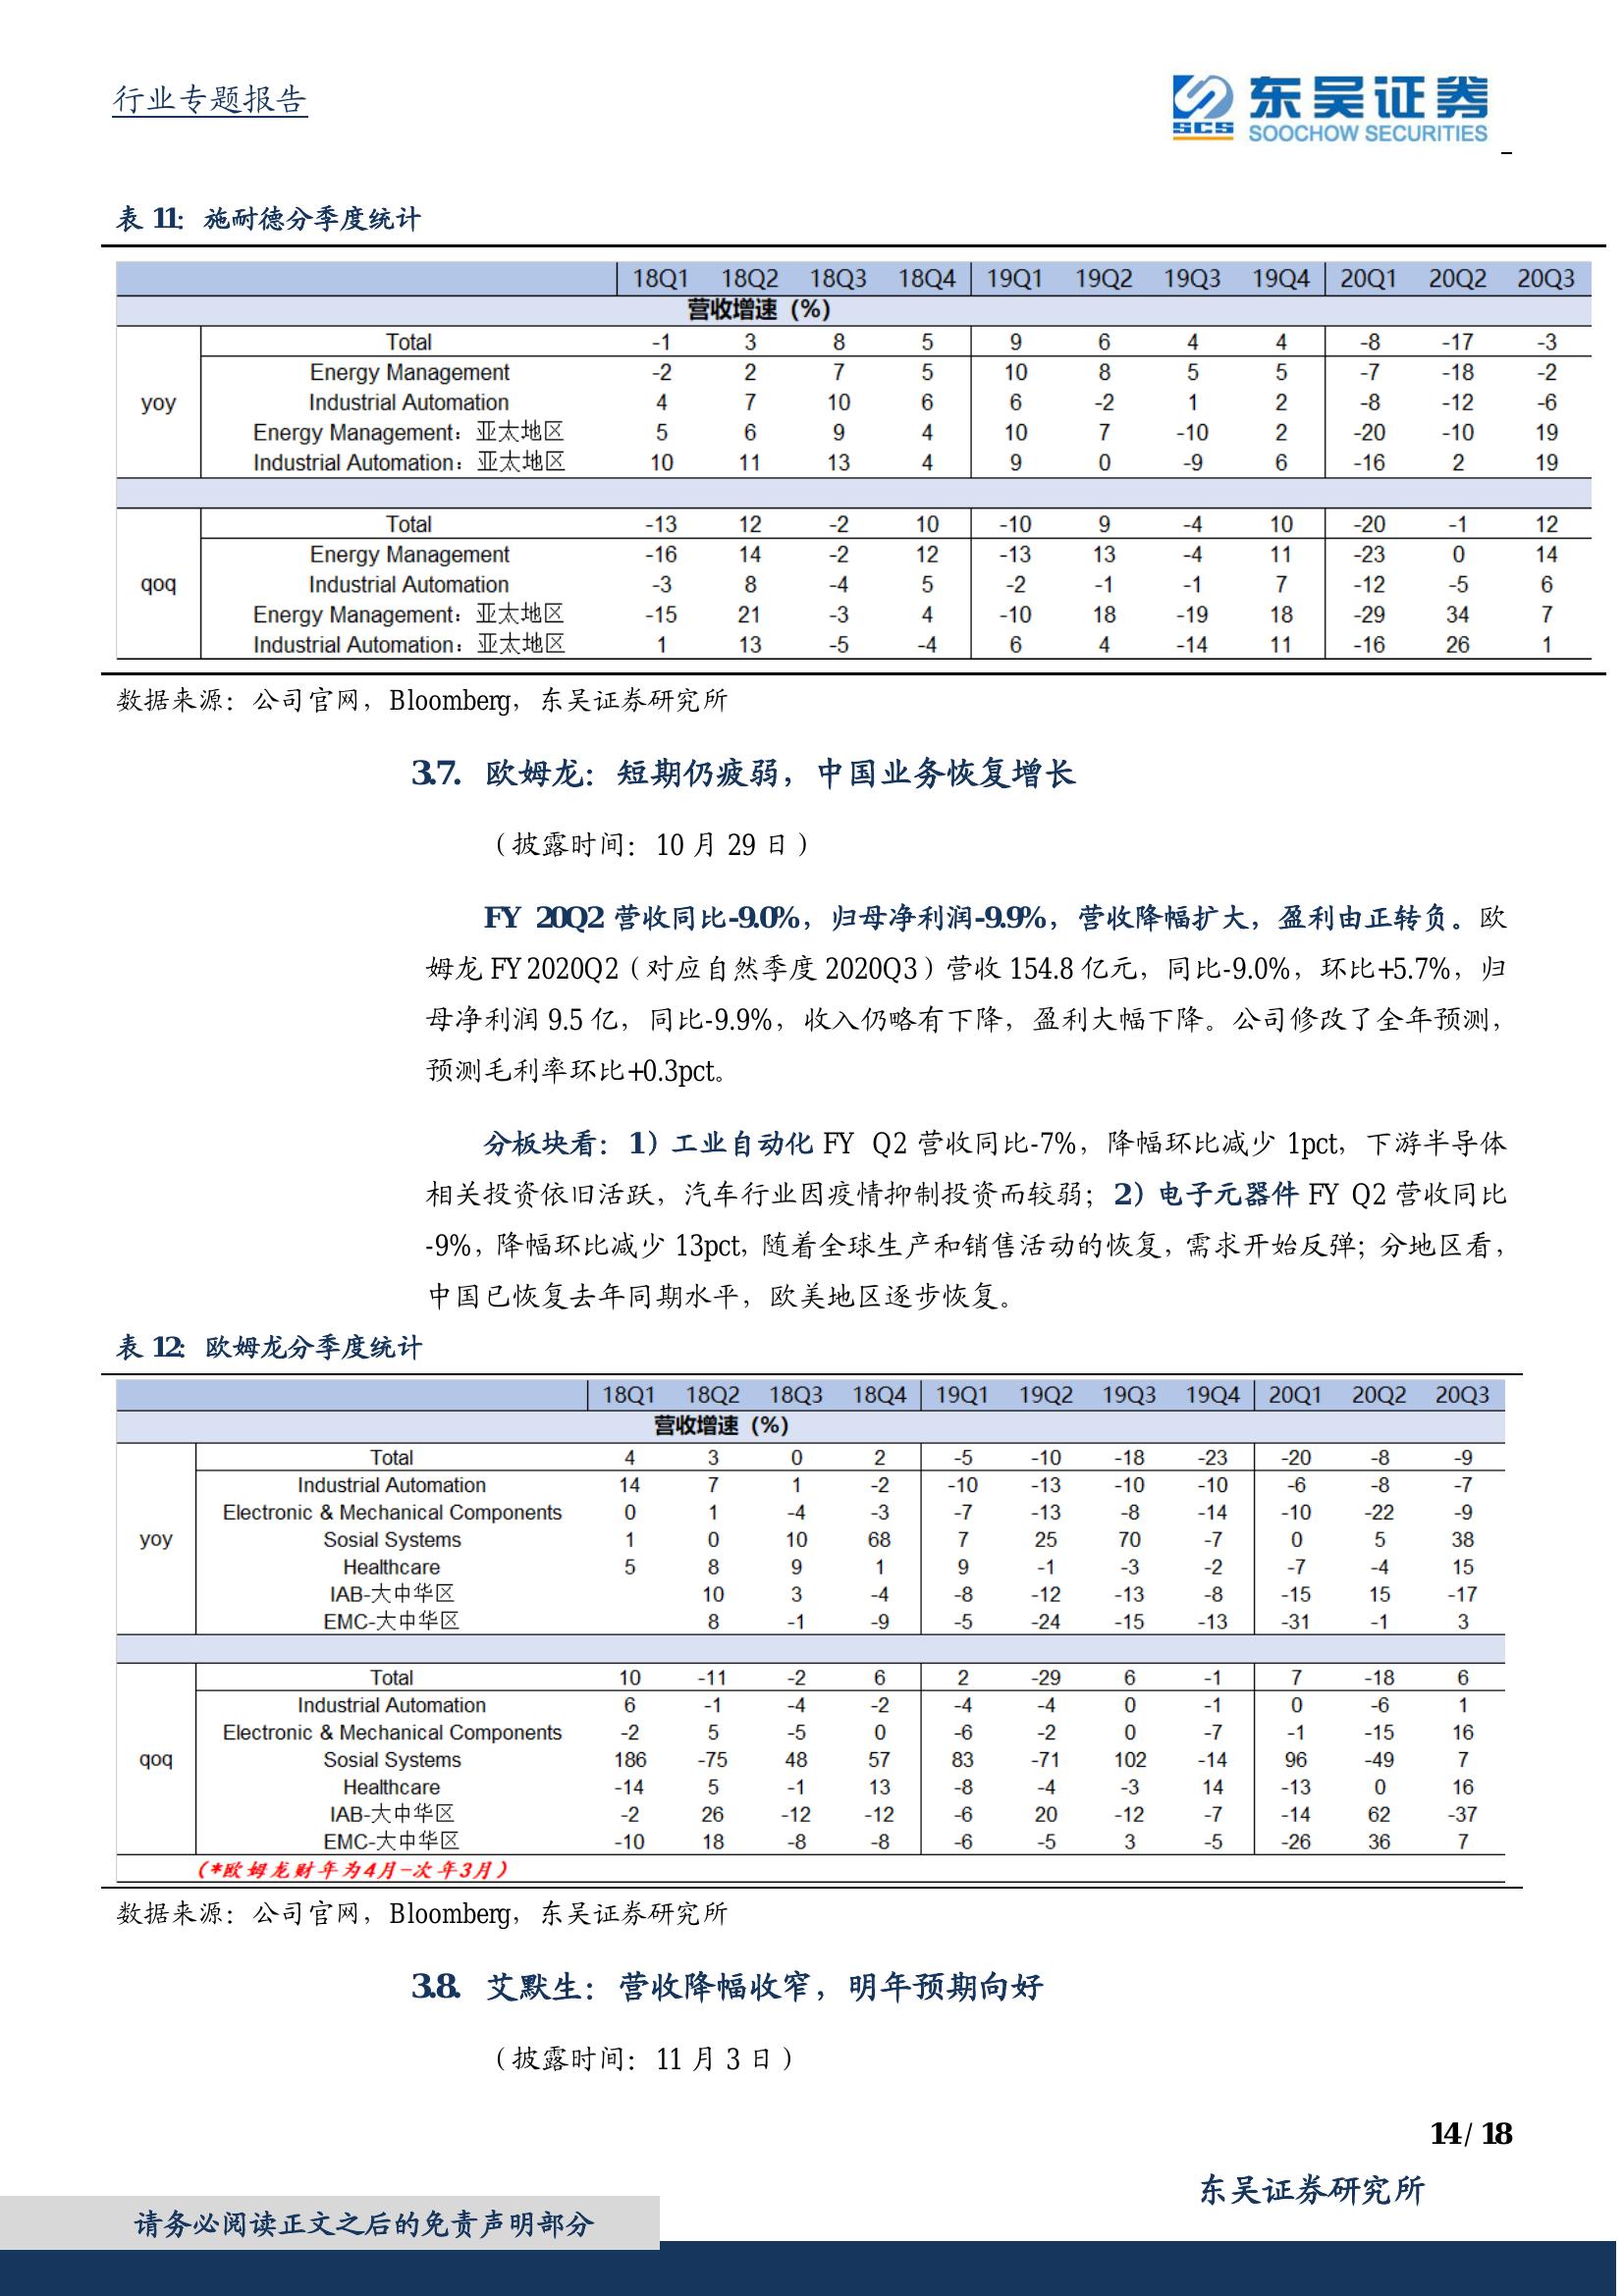 行业专题报告
东吴证券
SCS SOOCHOW SECURITIES
表 11: 施耐德分季度统计
18Q1 18Q2 18Q3 18Q4 19Q1 19Q2 19Q3 19Q4 20Q1 20Q2 20Q3
营收增速（%）
Total -1 3 8 5 9 6 4 4 -8 -17 -3
Energy Management -2 2 7 5 10 8 5 5 -7 -18 -2
yoy Industrial Automation 4 7 10 6 6 -2 1 2 -8 -12 -6
Energy Management：亚太地区 5 6 9 4 10 7 -10 2 -20 -10 19
Industrial Automation：亚太地区 10 11 13 4 9 0 -9 6 -16 2 19
Total -13 12 -2 10 -10 9 -4 10 -20 -1 12
Energy Management -16 14 -2 12 -13 13 -4 11 -23 0 14
qoq Industrial Automation -3 8 -4 5 -2 -1 -1 7 -12 -5 6
Energy Management：亚太地区 -15 21 -3 4 -10 18 -19 18 -29 34 7
Industrial Automation：亚太地区 1 13 -5 -4 6 4 -14 11 -16 26 1
数据来源：公司官网，Bloomberg，东吴证券研究所
3.7. 欧姆龙：短期仍疲弱，中国业务恢复增长
（披露时间：10 月 29 日）
FY 20Q2 营收同比-9.0%，归母净利润-9.9%，营收降幅扩大，盈利由正转负。欧
姆龙 FY 2020Q2（对应自然季度 2020Q3）营收 154.8 亿元，同比-9.0%，环比+5.7%，归
母净利润 9.5 亿，同比-9.9%，收入仍略有下降，盈利大幅下降。公司修改了全年预测，
预测毛利率环比+0.3pct。
分板块看：1）工业自动化 FY Q2 营收同比-7%，降幅环比减少 1pct，下游半导体
相关投资依旧活跃，汽车行业因疫情抑制投资而较弱；2）电子元器件 FY Q2 营收同比
-9%，降幅环比减少 13pct，随着全球生产和销售活动的恢复，需求开始反弹；分地区看，
中国已恢复去年同期水平，欧美地区逐步恢复。
表 12: 欧姆龙分季度统计
18Q1 18Q2 18Q3 18Q4 19Q1 19Q2 19Q3 19Q4 20Q1 20Q2 20Q3
营收增速（%）
Total 4 3 0 2 -5 -10 -18 -23 -20 -8 -9
Industrial Automation 14 7 1 -2 -10 -13 -10 -10 -6 -8 -7
Electronic & Mechanical Components 0 1 -4 -3 -7 -13 -8 -14 -10 -22 -9
yoy Sosial Systems 1 0 10 68 7 25 70 -7 0 5 38
Healthcare 5 8 9 1 9 -1 -3 -2 -7 -4 15
IAB-大中华区 10 3 -4 -8 -12 -13 -8 -15 15 -17
EMC-大中华区 8 -1 -9 -5 -24 -15 -13 -31 -1 3
Total 10 -11 -2 6 2 -29 6 -1 7 -18 6
Industrial Automation 6 -1 -4 -2 -4 -4 0 -1 0 -6 1
Electronic & Mechanical Components -2 5 -5 0 -6 -2 0 -7 -1 -15 16
qoq Sosial Systems 186 -75 48 57 83 -71 102 -14 96 -49 7
Healthcare -14 5 -1 13 -8 -4 -3 14 -13 0 16
IAB-大中华区 -2 26 -12 -12 -6 20 -12 -7 -14 62 -37
EMC-大中华区 -10 18 -8 -8 -6 -5 3 -5 -26 36 7
（*欧姆龙财年为4月-次年3月）
数据来源：公司官网，Bloomberg，东吴证券研究所
3.8. 艾默生：营收降幅收窄，明年预期向好
（披露时间：11 月 3 日）
14 / 18
东吴证券研究所
请务必阅读正文之后的免责声明部分